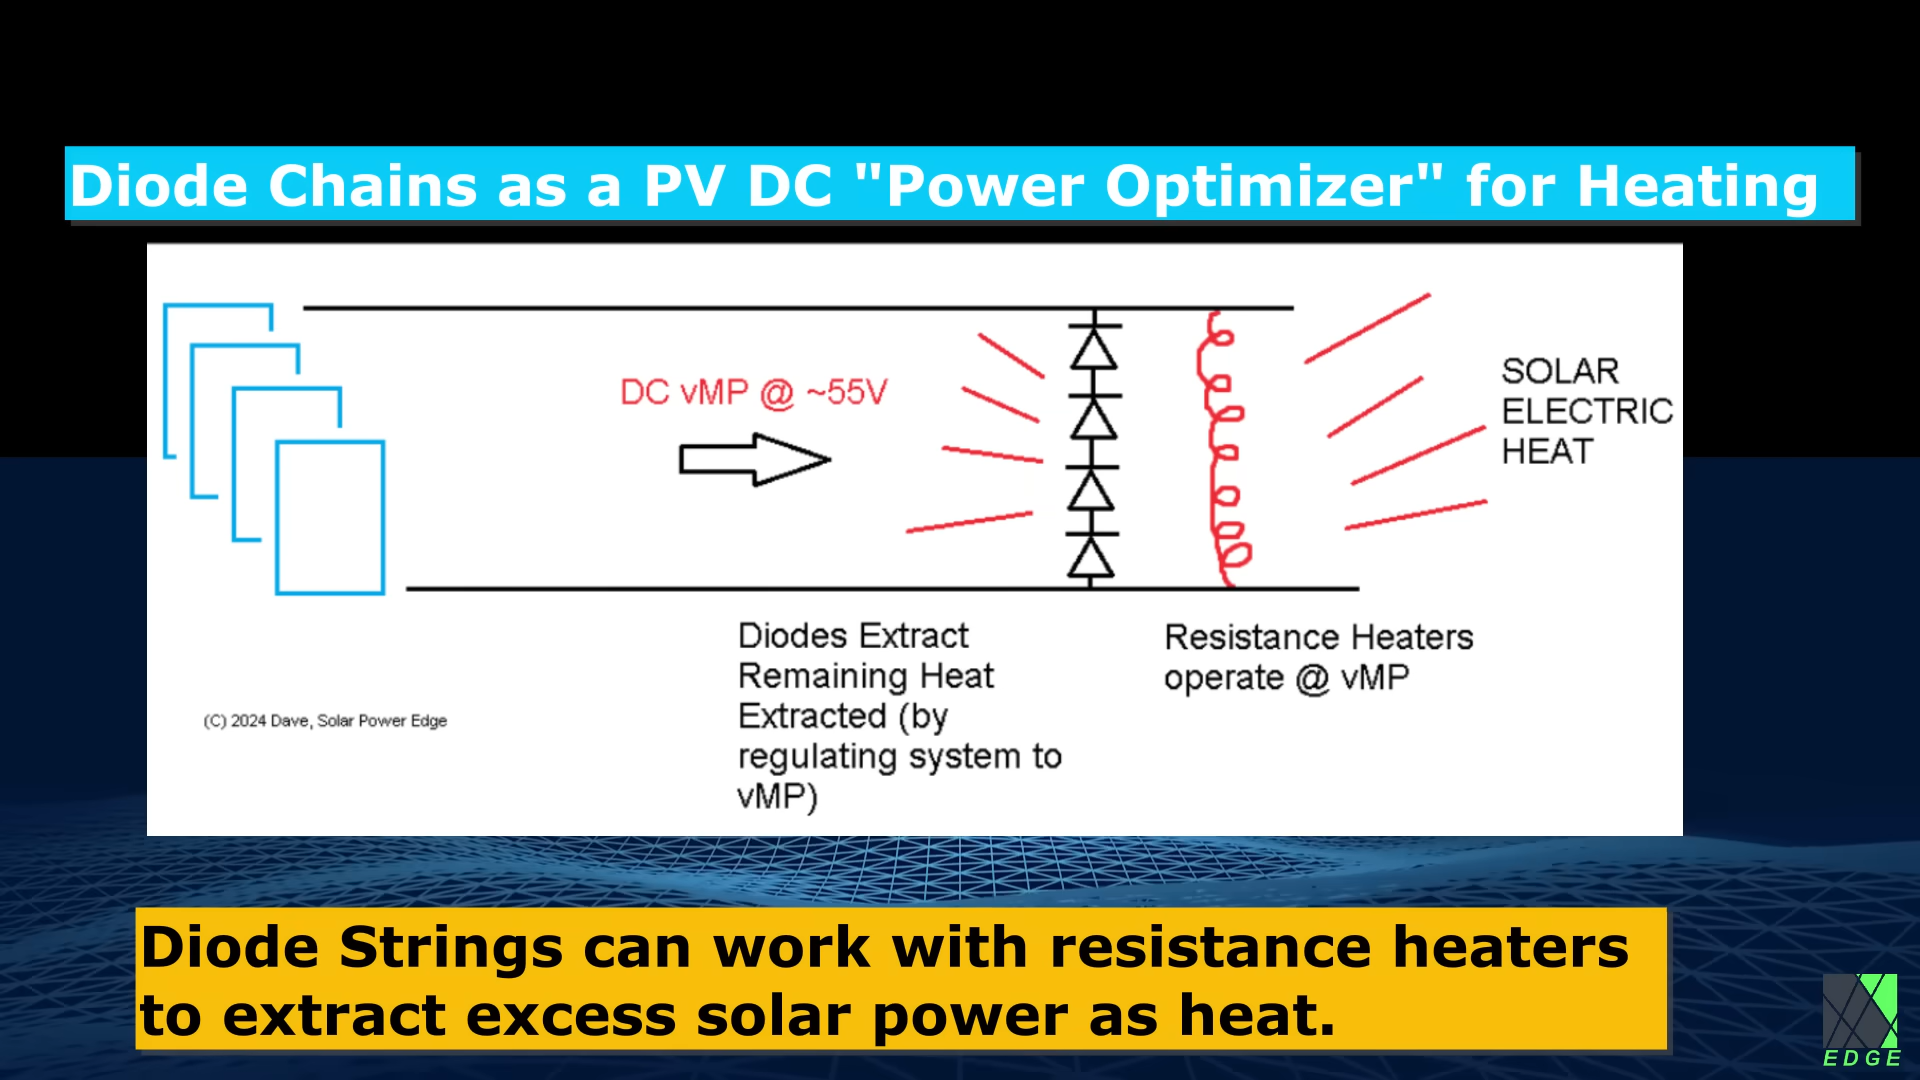 Diode Chains as a PV DC "Power Optimizer" for Heating
DC vMP @ ~55V
SOLAR
ELECTRIC
HEAT
Diodes Extract
Remaining Heat
Extracted (by
regulating system to
vMP)
Resistance Heaters
operate @ vMP
(C) 2024 Dave, Solar Power Edge
Diode Strings can work with resistance heaters
to extract excess solar power as heat.
EDGE